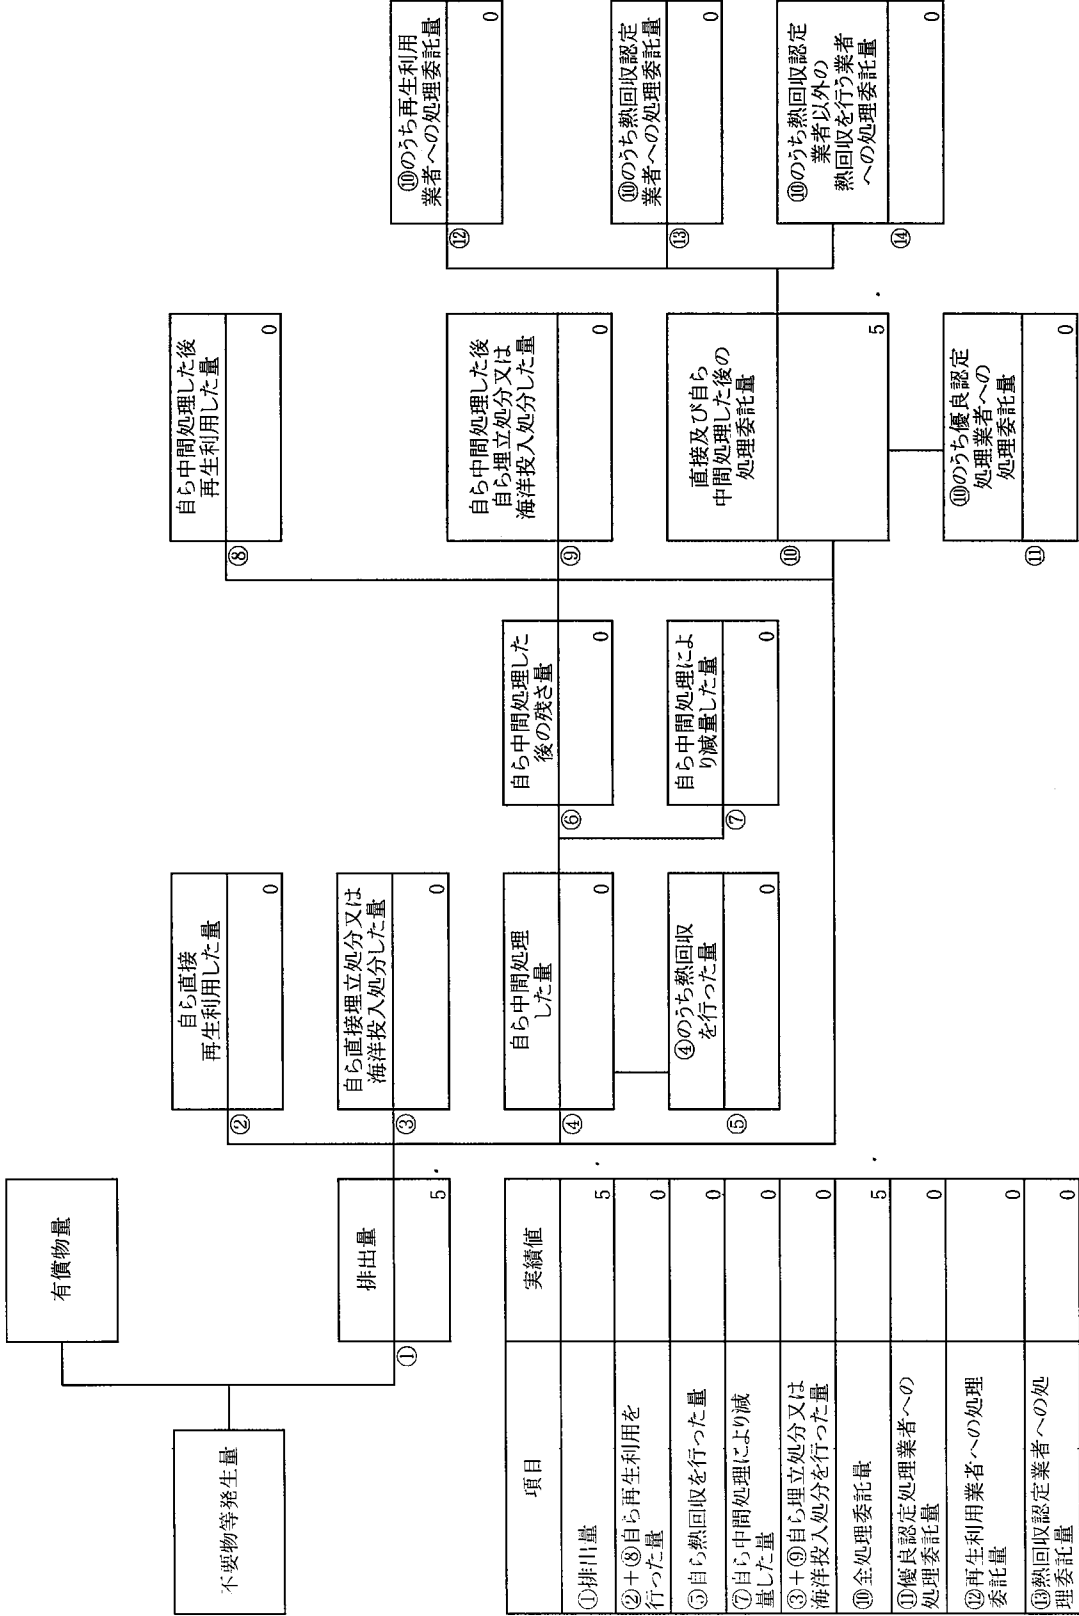 不要物等発生量
有償物量
排出量
①
5
自ら直接
再生利用した量
②
0
自ら直接埋立処分又は
海洋投入処分した量
③
0
自ら中間処理
した量
④
0
④のうち熱回収
を行った量
⑤
0
自ら中間処理した
後の残さ量
⑥
0
自ら中間処理によ
り減量した量
⑦
0
自ら中間処理した後
再生利用した量
⑧
0
自ら中間処理した後
自ら埋立処分又は
海洋投入処分した量
⑨
0
直接及び自ら
中間処理した後の
処理委託量
⑩
5
⑩のうち優良認定
処理業者への
処理委託量
⑪
0
⑩のうち再生利用
業者への処理委託量
⑫
0
⑩のうち熱回収認定
業者への処理委託量
⑬
0
⑩のうち熱回収認定
業者以外の
熱回収を行う業者
への処理委託量
⑭
0
項目 実績値
①排出量 5
②+⑧自ら再生利用を
行った量 0
⑤自ら熱回収を行った量 0
⑦自ら中間処理により減
量した量 0
③+⑨自ら埋立処分又は
海洋投入処分を行った量 0
⑩全処理委託量 5
⑪優良認定処理業者への
処理委託量 0
⑫再生利用業者への処理
委託量 0
⑬熱回収認定業者への処
理委託量 0